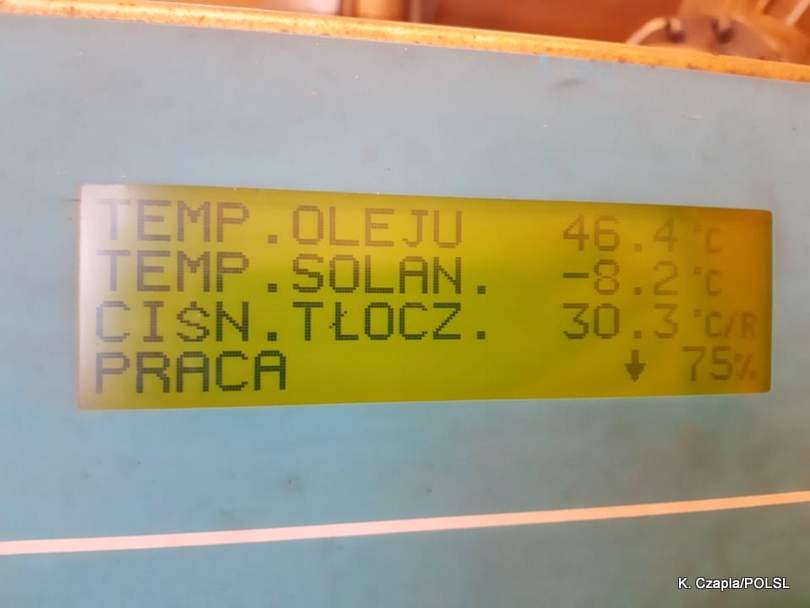 TEMP.OLEJU 46.4°C
TEMP.SOLAN. -8.2°C
CIŚN.TŁOCZ. 30.3°C/R
PRACA ↓ 75%
K. Czapla/POLSL